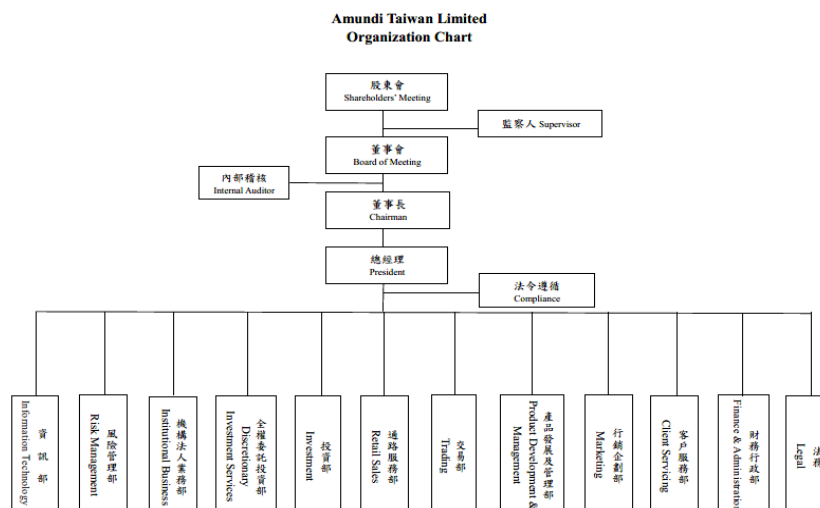 Amundi Taiwan Limited
Organization Chart
股東會
Shareholders' Meeting
監察人 Supervisor
董事會
Board of Meeting
內部稽核
Internal Auditor
董事長
Chairman
總經理
President
法令遵循
Compliance
資訊部
Information Technology
風險管理部
Risk Management
機構法人業務部
Institutional Business
全權委託投資部
Discretionary
Investment Services
投資部
Investment
通路服務部
Retail Sales
交易部
Trading
產品發展及管理部
Product Development &
Management
行銷企劃部
Marketing
客戶服務部
Client Servicing
財務行政部
Finance & Administration
法務
Legal